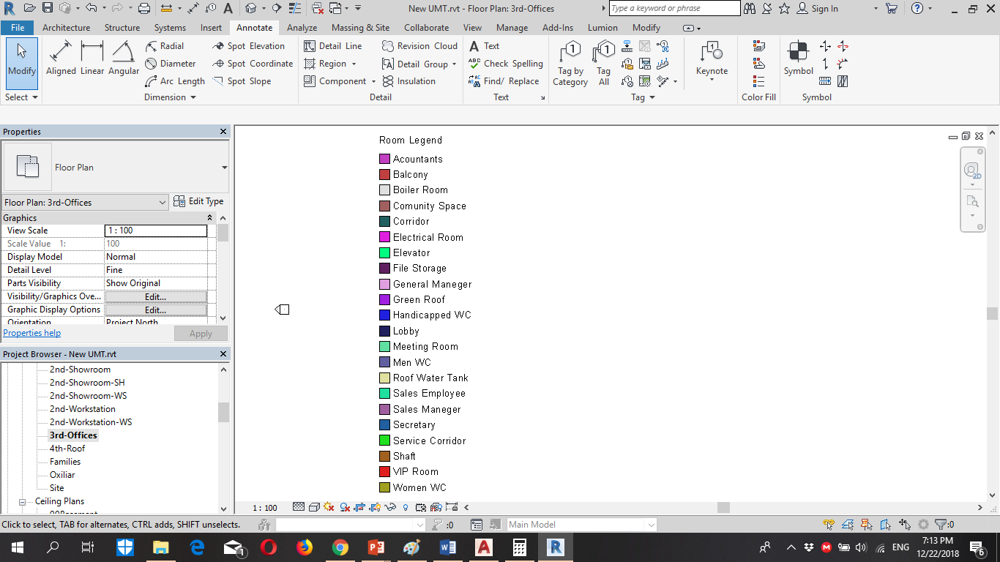 New UMT.rvt - Floor Plan: 3rd-Offices
Type a keyword or phrase
Sign In
File Architecture Structure Systems Insert Annotate Analyze Massing & Site Collaborate View Manage Add-Ins Lumion Modify
Modify
Select
Aligned Linear Angular
Radial
Diameter
Arc Length
Spot Elevation
Spot Coordinate
Spot Slope
Dimension
Detail Line
Region
Component
Revision Cloud
Detail Group
Insulation
Detail
Text
Check Spelling
Find/ Replace
Text
Tag by
Category
Tag
All
Tag
Keynote
Color Fill
Symbol
Symbol
Properties
Floor Plan
Floor Plan: 3rd-Offices
Edit Type
Graphics
View Scale 1 : 100
Scale Value 1: 100
Display Model Normal
Detail Level Fine
Parts Visibility Show Original
Visibility/Graphics Ove... Edit...
Graphic Display Options Edit...
Orientation Project North
Properties help
Apply
Project Browser - New UMT.rvt
2nd-Showroom
2nd-Showroom-SH
2nd-Showroom-WS
2nd-Workstation
2nd-Workstation-WS
3rd-Offices
4th-Roof
Families
Oxiliar
Site
Ceiling Plans
00Basement
Room Legend
Acountants
Balcony
Boiler Room
Comunity Space
Corridor
Electrical Room
Elevator
File Storage
General Maneger
Green Roof
Handicapped WC
Lobby
Meeting Room
Men WC
Roof Water Tank
Sales Employee
Sales Maneger
Secretary
Service Corridor
Shaft
VIP Room
Women WC
2D
1 : 100
Click to select, TAB for alternates, CTRL adds, SHIFT unselects.
:0
Main Model
:0
1
ENG
7:13 PM
12/22/2018
6